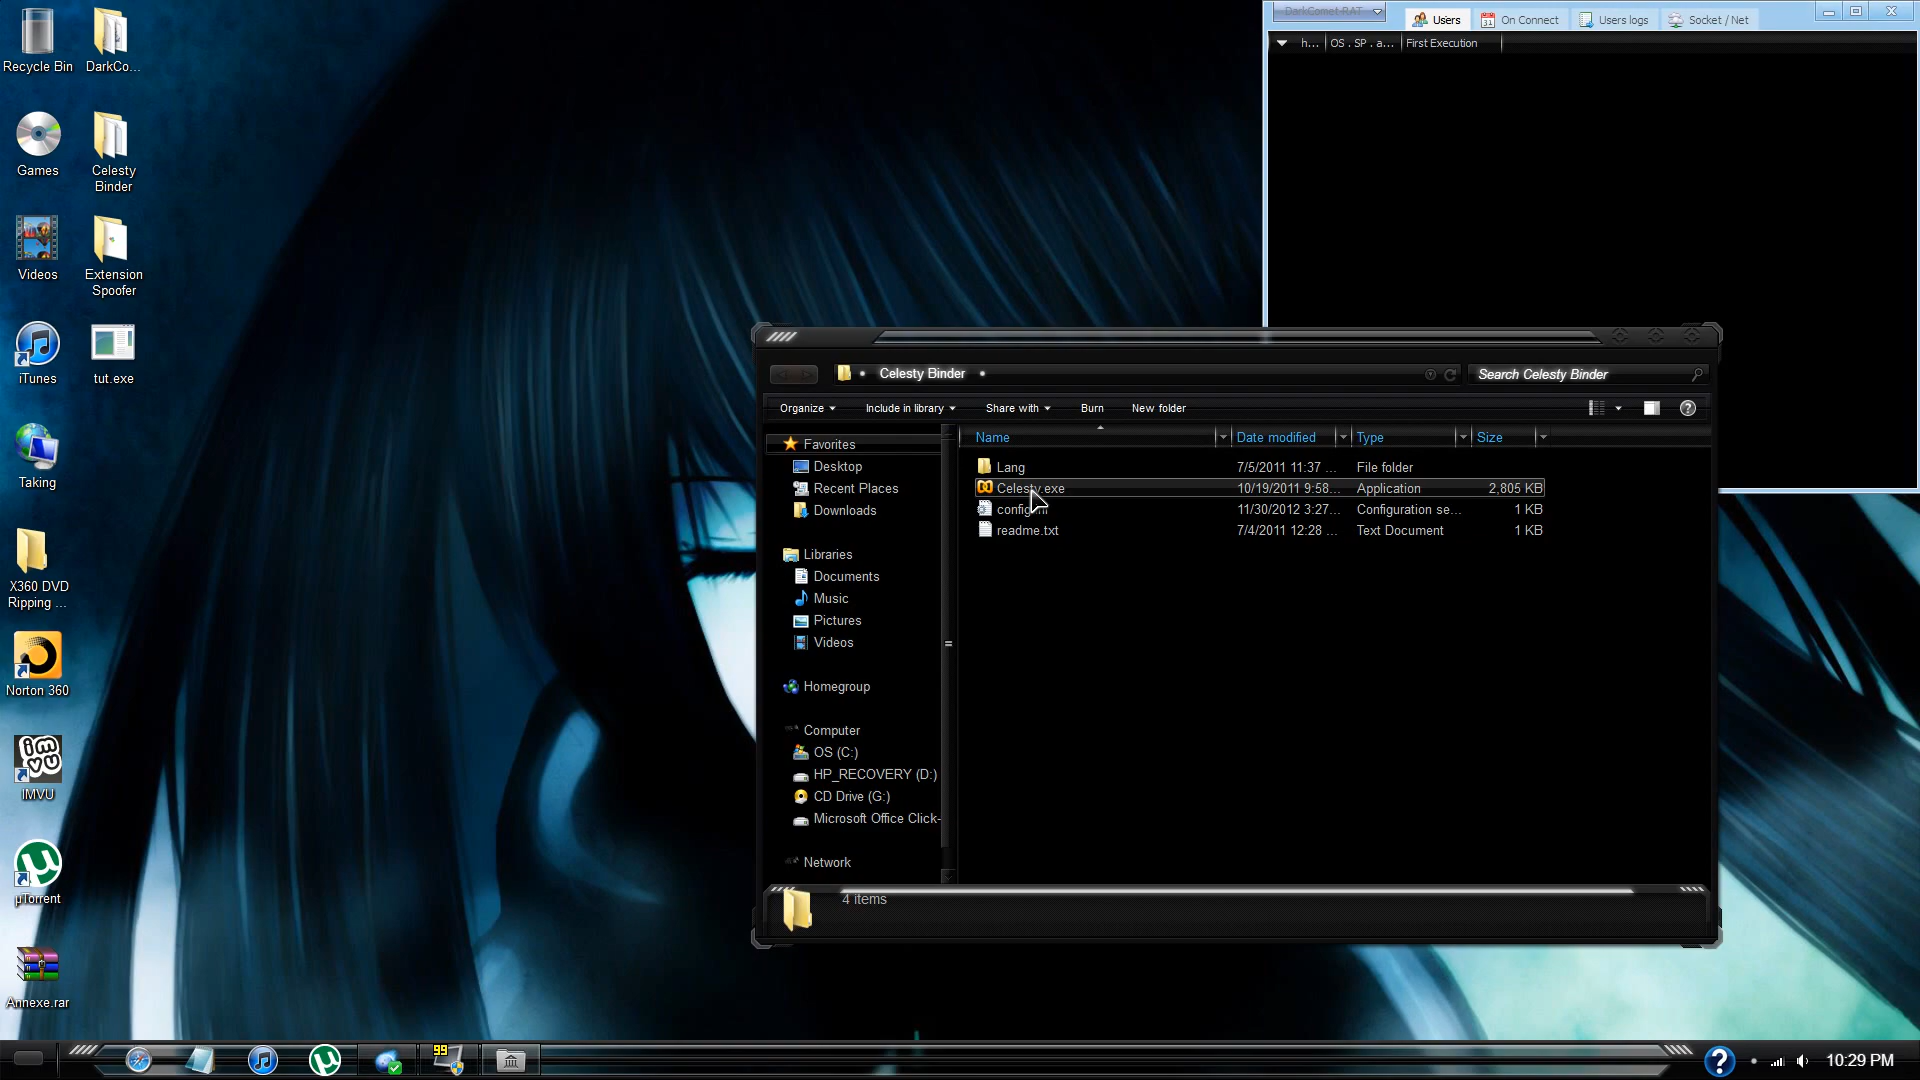 Recycle Bin
DarkCo...
Games
Celesty
Binder
Videos
Extension
Spoofer
iTunes
tut.exe
Taking
X360 DVD
Ripping ...
Norton 360
imvu
IMVU
µTorrent
Annexe.rar
DarkComet-RAT
Users
On Connect
Users logs
Socket / Net
h...
OS . SP . a...
First Execution
Celesty Binder
Search Celesty Binder
Organize
Include in library
Share with
Burn
New folder
Favorites
Desktop
Recent Places
Downloads
Libraries
Documents
Music
Pictures
Videos
Homegroup
Computer
OS (C:)
HP_RECOVERY (D:)
CD Drive (G:)
Microsoft Office Click-
Network
Name
Date modified
Type
Size
Lang
7/5/2011 11:37 ...
File folder
Celesty.exe
10/19/2011 9:58...
Application
2,805 KB
11/30/2012 3:27...
Configuration se...
1 KB
readme.txt
7/4/2011 12:28 ...
Text Document
1 KB
4 items
99
10:29 PM